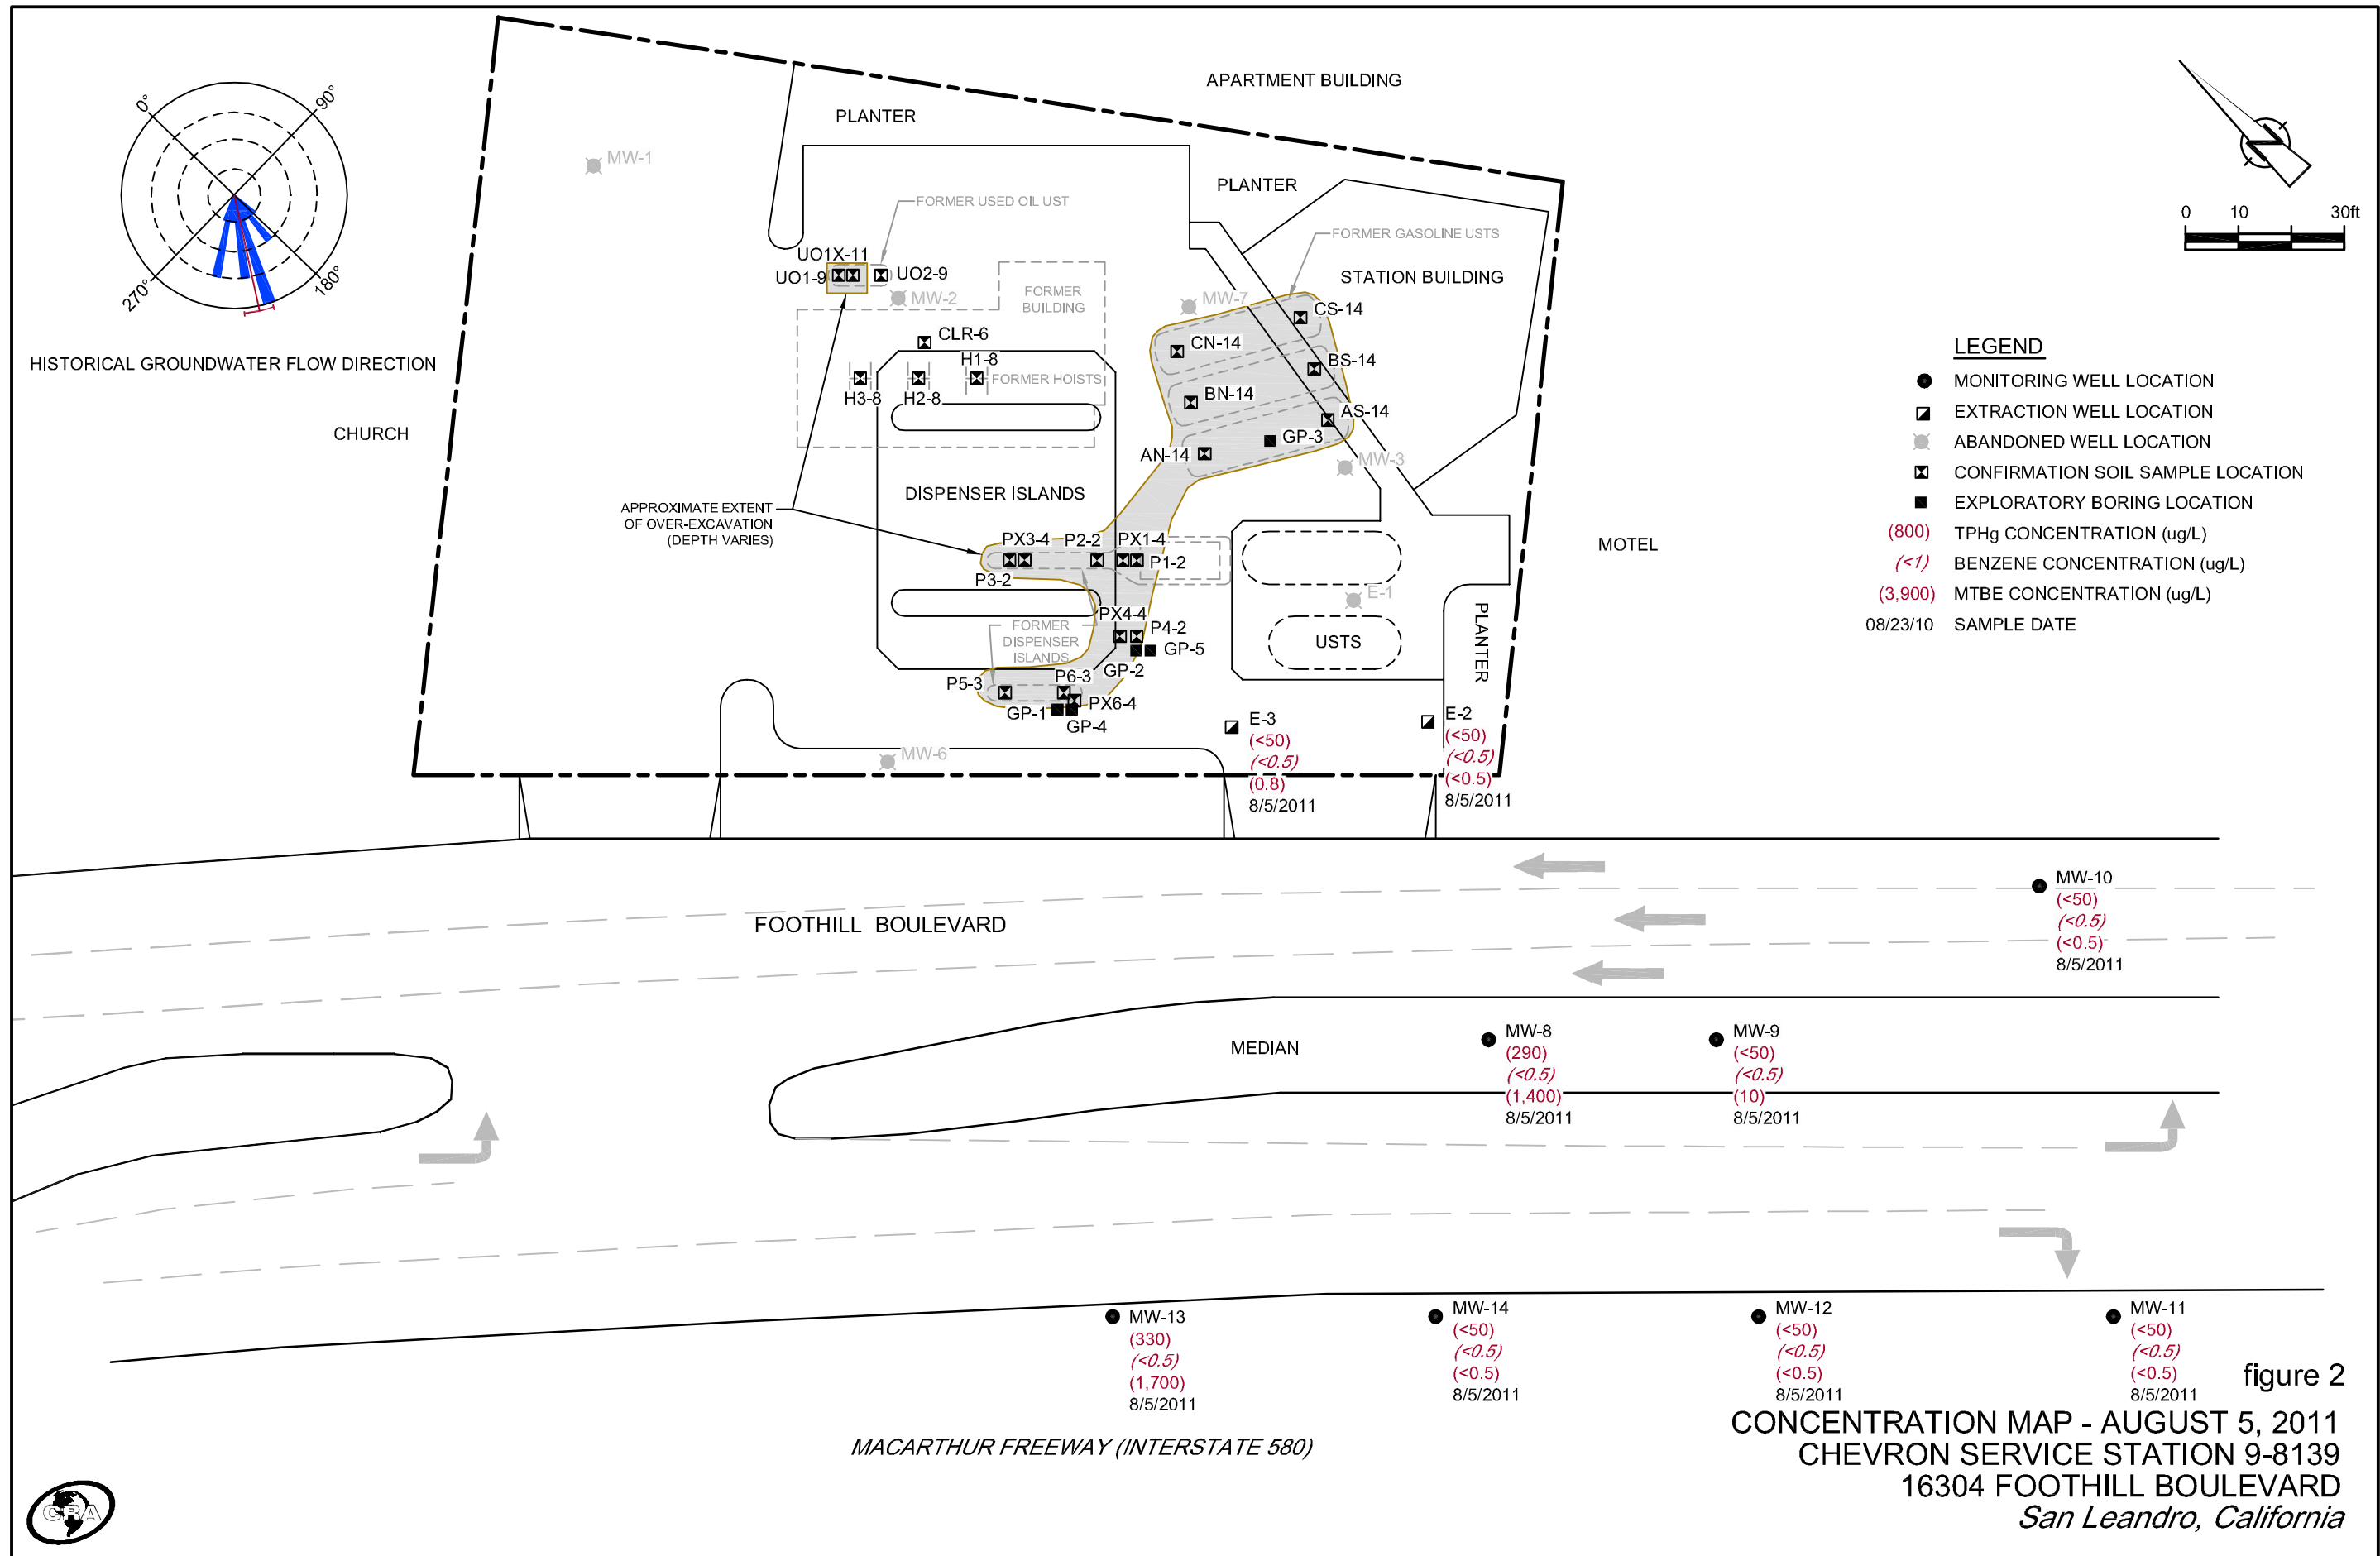 APARTMENT BUILDING
0°
90°
270°
180°
HISTORICAL GROUNDWATER FLOW DIRECTION
CHURCH
PLANTER
MW-1
PLANTER
FORMER USED OIL UST
UO1X-11
UO1-9
UO2-9
MW-2
FORMER
BUILDING
CLR-6
H1-8
FORMER HOISTS
H3-8
H2-8
FORMER GASOLINE USTS
STATION BUILDING
MW-7
CS-14
CN-14
BS-14
BN-14
AS-14
GP-3
AN-14
MW-3
DISPENSER ISLANDS
APPROXIMATE EXTENT
OF OVER-EXCAVATION
(DEPTH VARIES)
PX3-4
P2-2
PX1-4
P1-2
P3-2
PX4-4
P4-2
GP-5
GP-2
FORMER
DISPENSER
ISLANDS
P5-3
P6-3
PX6-4
GP-1
GP-4
MW-6
E-1
USTS
PLANTER
MOTEL
E-3
(<50)
(<0.5)
(0.8)
8/5/2011
E-2
(<50)
(<0.5)
(<0.5)
8/5/2011
0 10 30ft
LEGEND
MONITORING WELL LOCATION
EXTRACTION WELL LOCATION
ABANDONED WELL LOCATION
CONFIRMATION SOIL SAMPLE LOCATION
EXPLORATORY BORING LOCATION
(800) TPHg CONCENTRATION (ug/L)
(<1) BENZENE CONCENTRATION (ug/L)
(3,900) MTBE CONCENTRATION (ug/L)
08/23/10 SAMPLE DATE
FOOTHILL BOULEVARD
MW-10
(<50)
(<0.5)
(<0.5)
8/5/2011
MEDIAN
MW-8
(290)
(<0.5)
(1,400)
8/5/2011
MW-9
(<50)
(<0.5)
(10)
8/5/2011
MW-13
(330)
(<0.5)
(1,700)
8/5/2011
MW-14
(<50)
(<0.5)
(<0.5)
8/5/2011
MW-12
(<50)
(<0.5)
(<0.5)
8/5/2011
MW-11
(<50)
(<0.5)
(<0.5)
8/5/2011
MACARTHUR FREEWAY (INTERSTATE 580)
figure 2
CONCENTRATION MAP - AUGUST 5, 2011
CHEVRON SERVICE STATION 9-8139
16304 FOOTHILL BOULEVARD
San Leandro, California
CRA
N